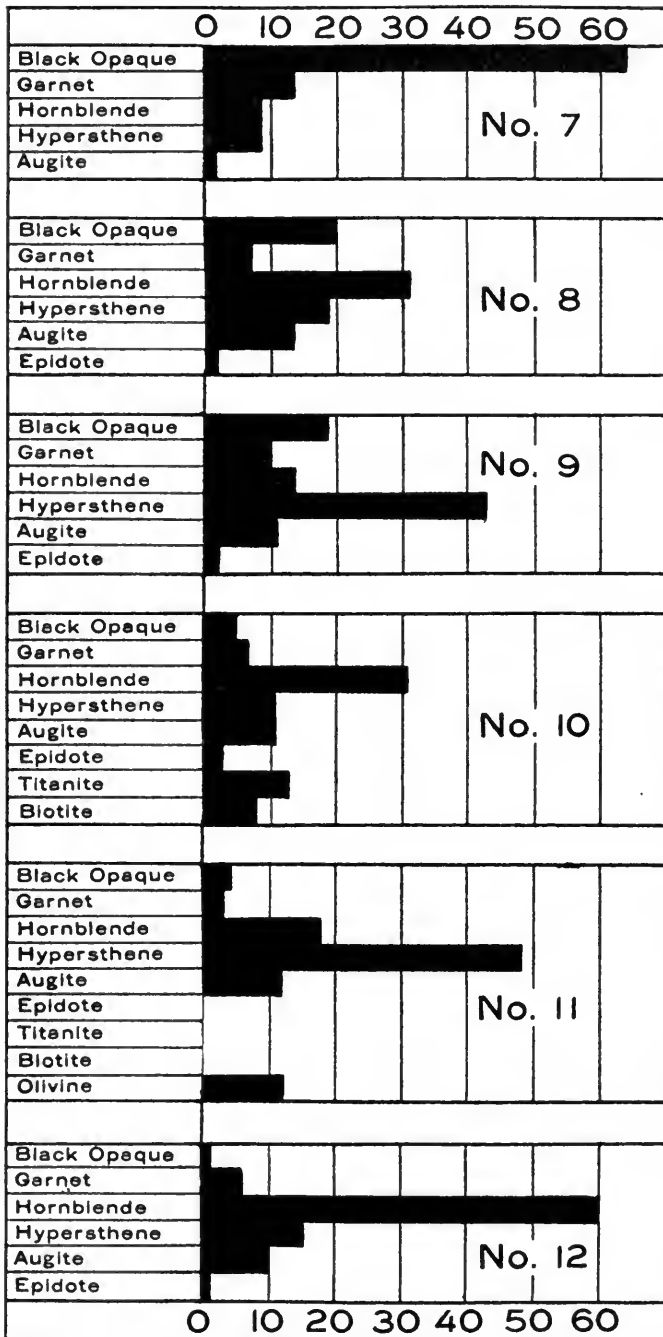 0 10 20 30 40 50 60
Black Opaque
Garnet
Hornblende
Hypersthene
Augite
No. 7
Black Opaque
Garnet
Hornblende
Hypersthene
Augite
Epidote
No. 8
Black Opaque
Garnet
Hornblende
Hypersthene
Augite
Epidote
No. 9
Black Opaque
Garnet
Hornblende
Hypersthene
Augite
Epidote
Titanite
Biotite
No. 10
Black Opaque
Garnet
Hornblende
Hypersthene
Augite
Epidote
Titanite
Biotite
Olivine
No. 11
Black Opaque
Garnet
Hornblende
Hypersthene
Augite
Epidote
No. 12
0 10 20 30 40 50 60